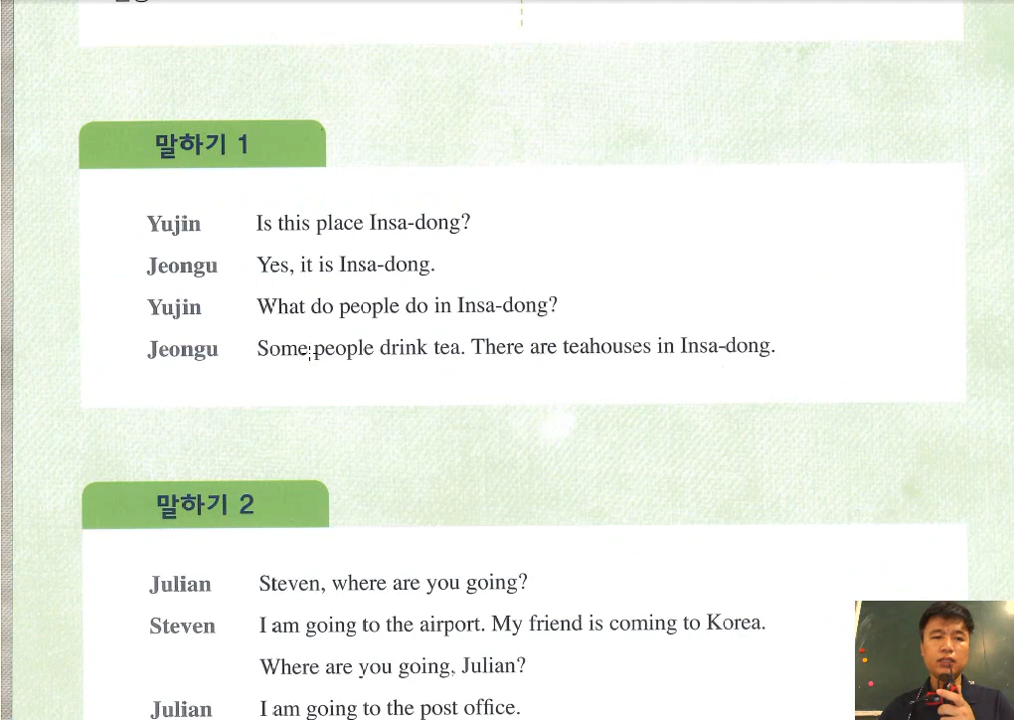 말하기 1
Yujin Is this place Insa-dong?
Jeongu Yes, it is Insa-dong.
Yujin What do people do in Insa-dong?
Jeongu Some people drink tea. There are teahouses in Insa-dong.
말하기 2
Julian Steven, where are you going?
Steven I am going to the airport. My friend is coming to Korea.
Where are you going, Julian?
Julian I am going to the post office.